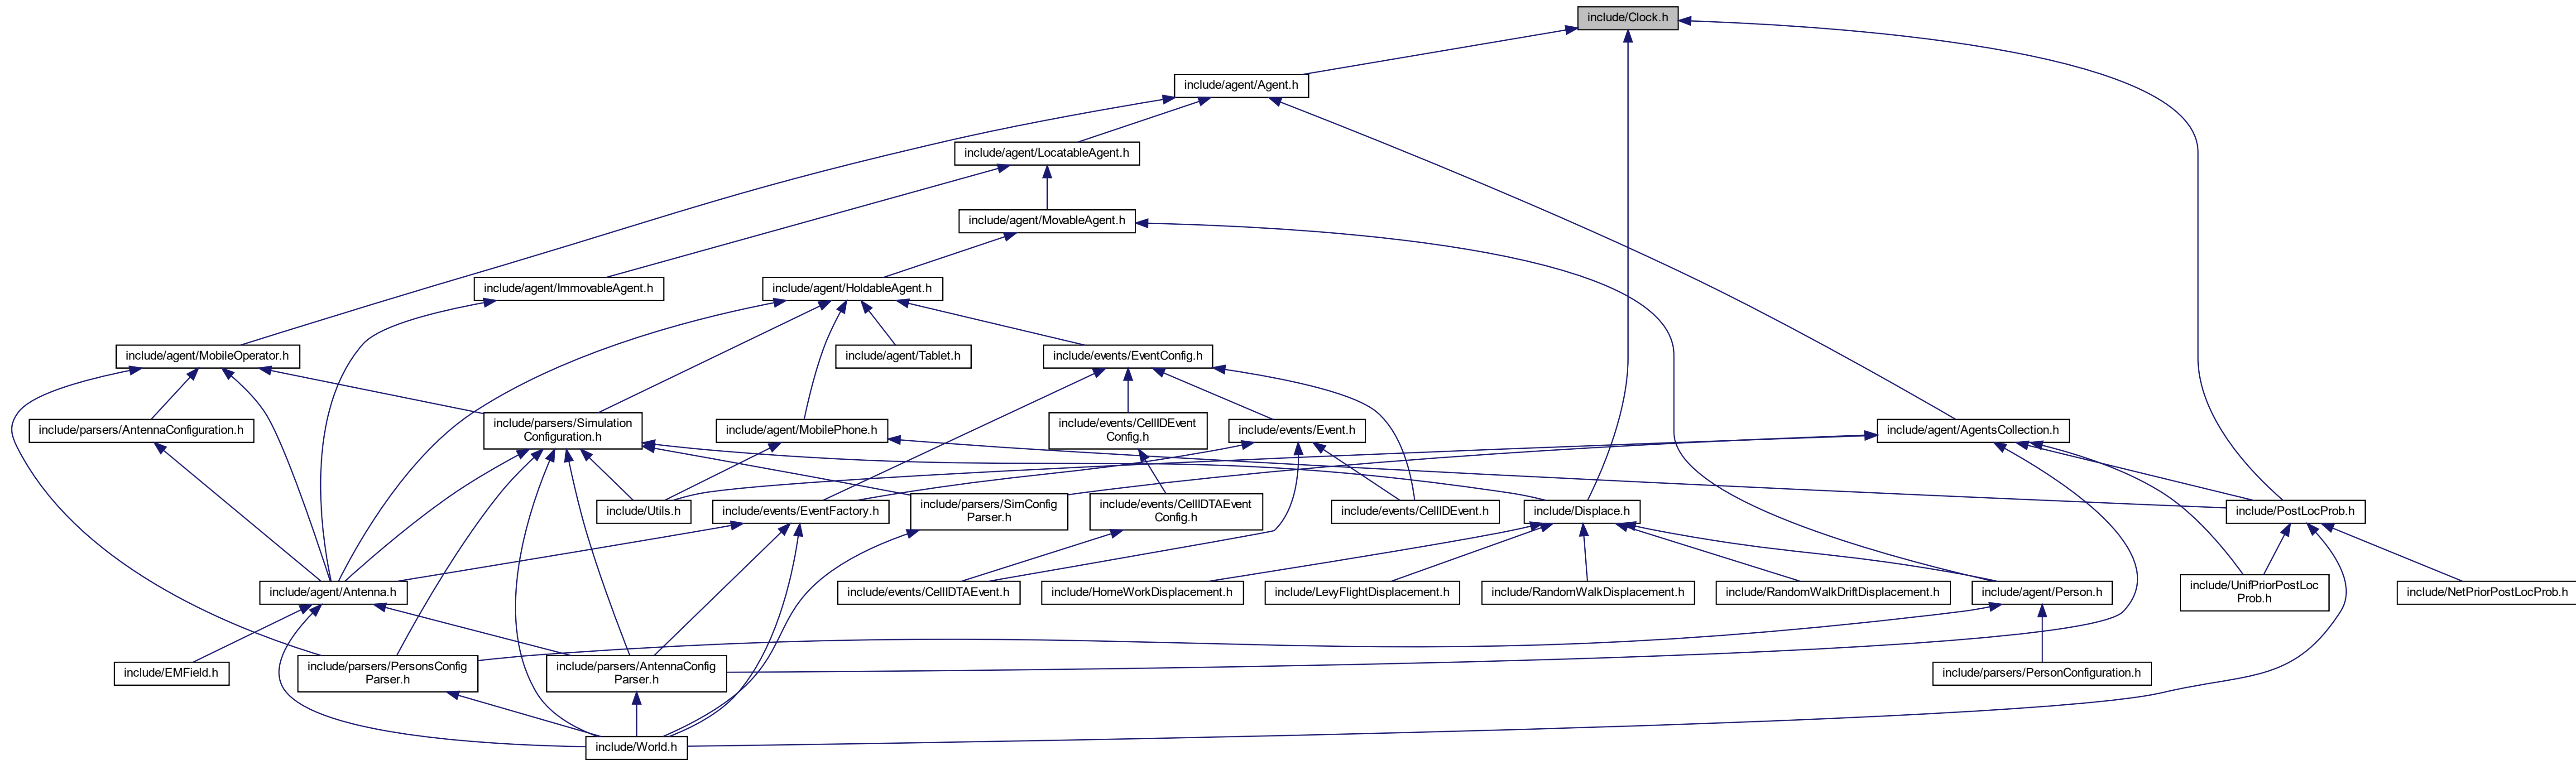 include/Clock.h
include/agent/Agent.h
include/agent/LocatableAgent.h
include/agent/MovableAgent.h
include/agent/ImmovableAgent.h
include/agent/HoldableAgent.h
include/agent/MobileOperator.h
include/agent/Tablet.h
include/events/EventConfig.h
include/parsers/AntennaConfiguration.h
include/parsers/Simulation
Configuration.h
include/agent/MobilePhone.h
include/events/CellIDEvent
Config.h
include/events/Event.h
include/agent/AgentsCollection.h
include/Utils.h
include/events/EventFactory.h
include/parsers/SimConfig
Parser.h
include/events/CellIDTAEvent
Config.h
include/events/CellIDEvent.h
include/Displace.h
include/PostLocProb.h
include/agent/Antenna.h
include/events/CellIDTAEvent.h
include/HomeWorkDisplacement.h
include/LevyFlightDisplacement.h
include/RandomWalkDisplacement.h
include/RandomWalkDriftDisplacement.h
include/agent/Person.h
include/UnifPriorPostLoc
Prob.h
include/NetPriorPostLocProb.h
include/EMField.h
include/parsers/PersonsConfig
Parser.h
include/parsers/AntennaConfig
Parser.h
include/parsers/PersonConfiguration.h
include/World.h